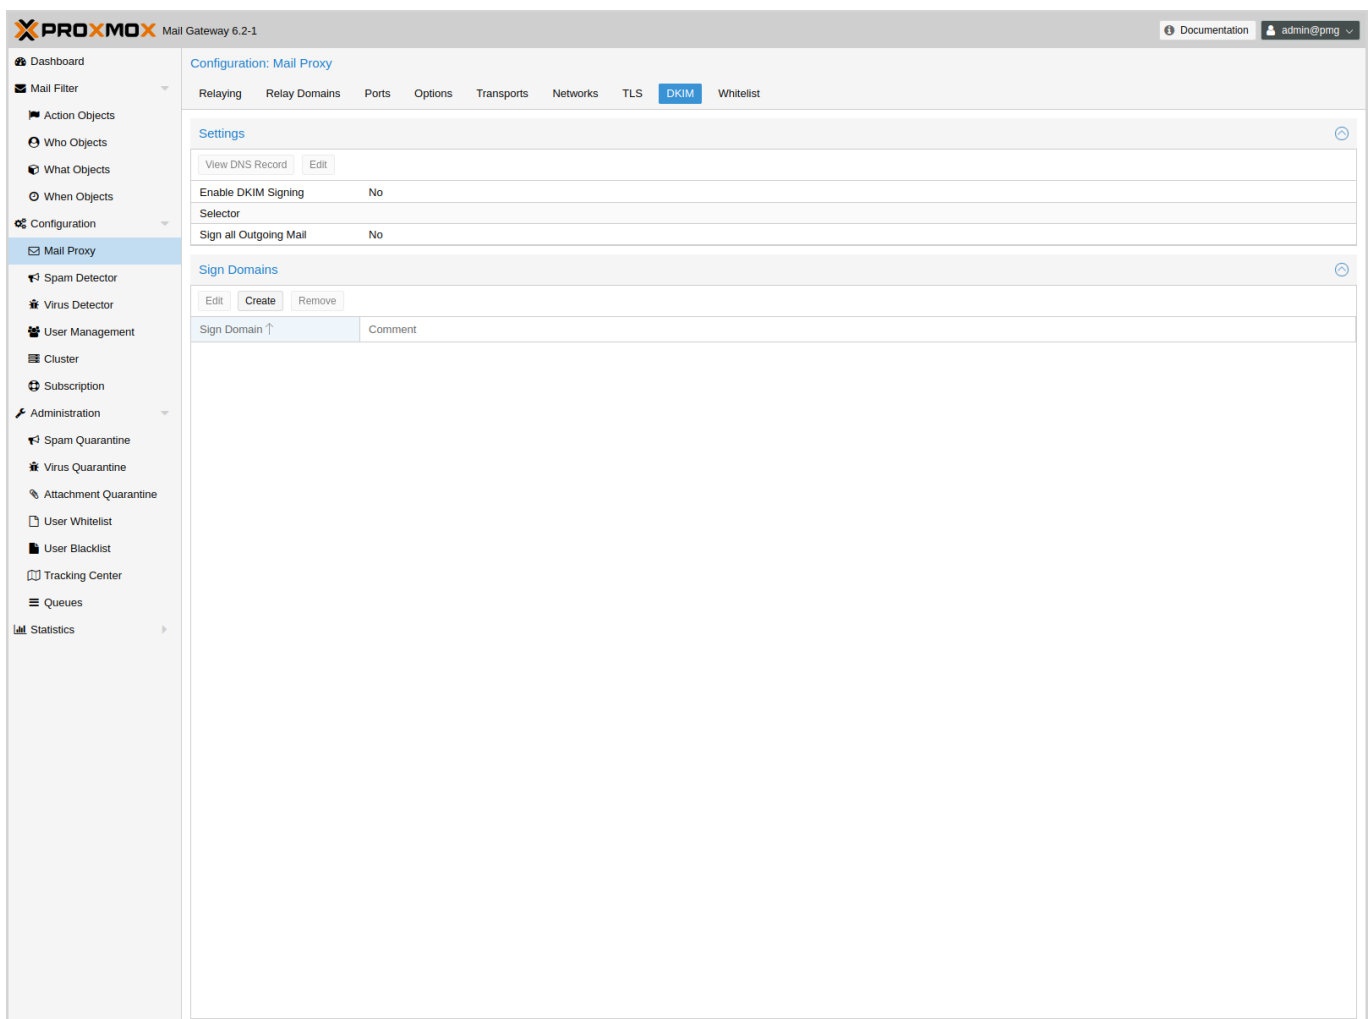 PROXMOX Mail Gateway 6.2-1
Documentation
admin@pmg
Dashboard
Mail Filter
Action Objects
Who Objects
What Objects
When Objects
Configuration
Mail Proxy
Spam Detector
Virus Detector
User Management
Cluster
Subscription
Administration
Spam Quarantine
Virus Quarantine
Attachment Quarantine
User Whitelist
User Blacklist
Tracking Center
Queues
Statistics
Configuration: Mail Proxy
Relaying Relay Domains Ports Options Transports Networks TLS DKIM Whitelist
Settings
View DNS Record Edit
Enable DKIM Signing No
Selector
Sign all Outgoing Mail No
Sign Domains
Edit Create Remove
Sign Domain Comment